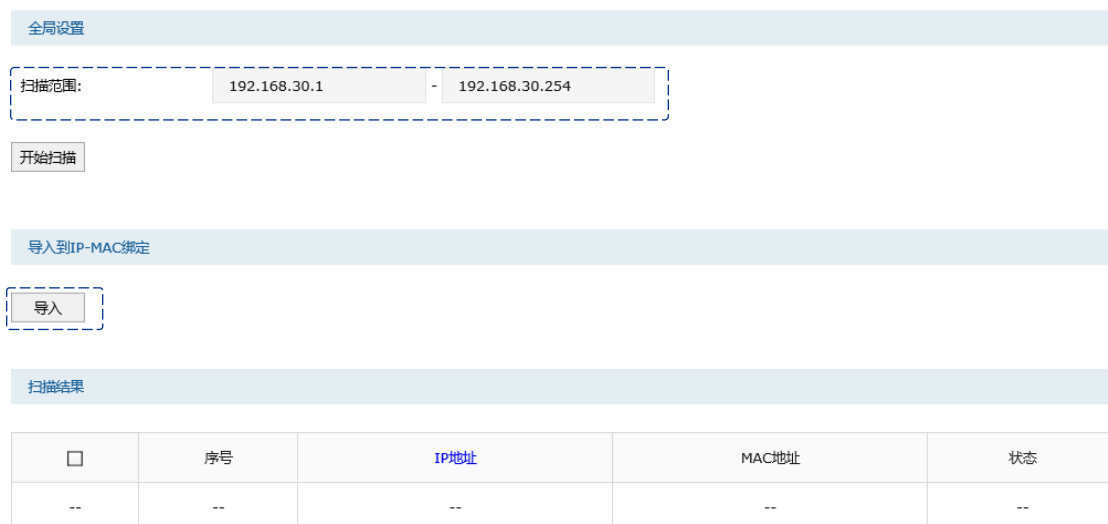 全局设置
扫描范围: 192.168.30.1 - 192.168.30.254
开始扫描
导入到IP-MAC绑定
导入
扫描结果
序号 IP地址 MAC地址 状态
-- -- -- -- --